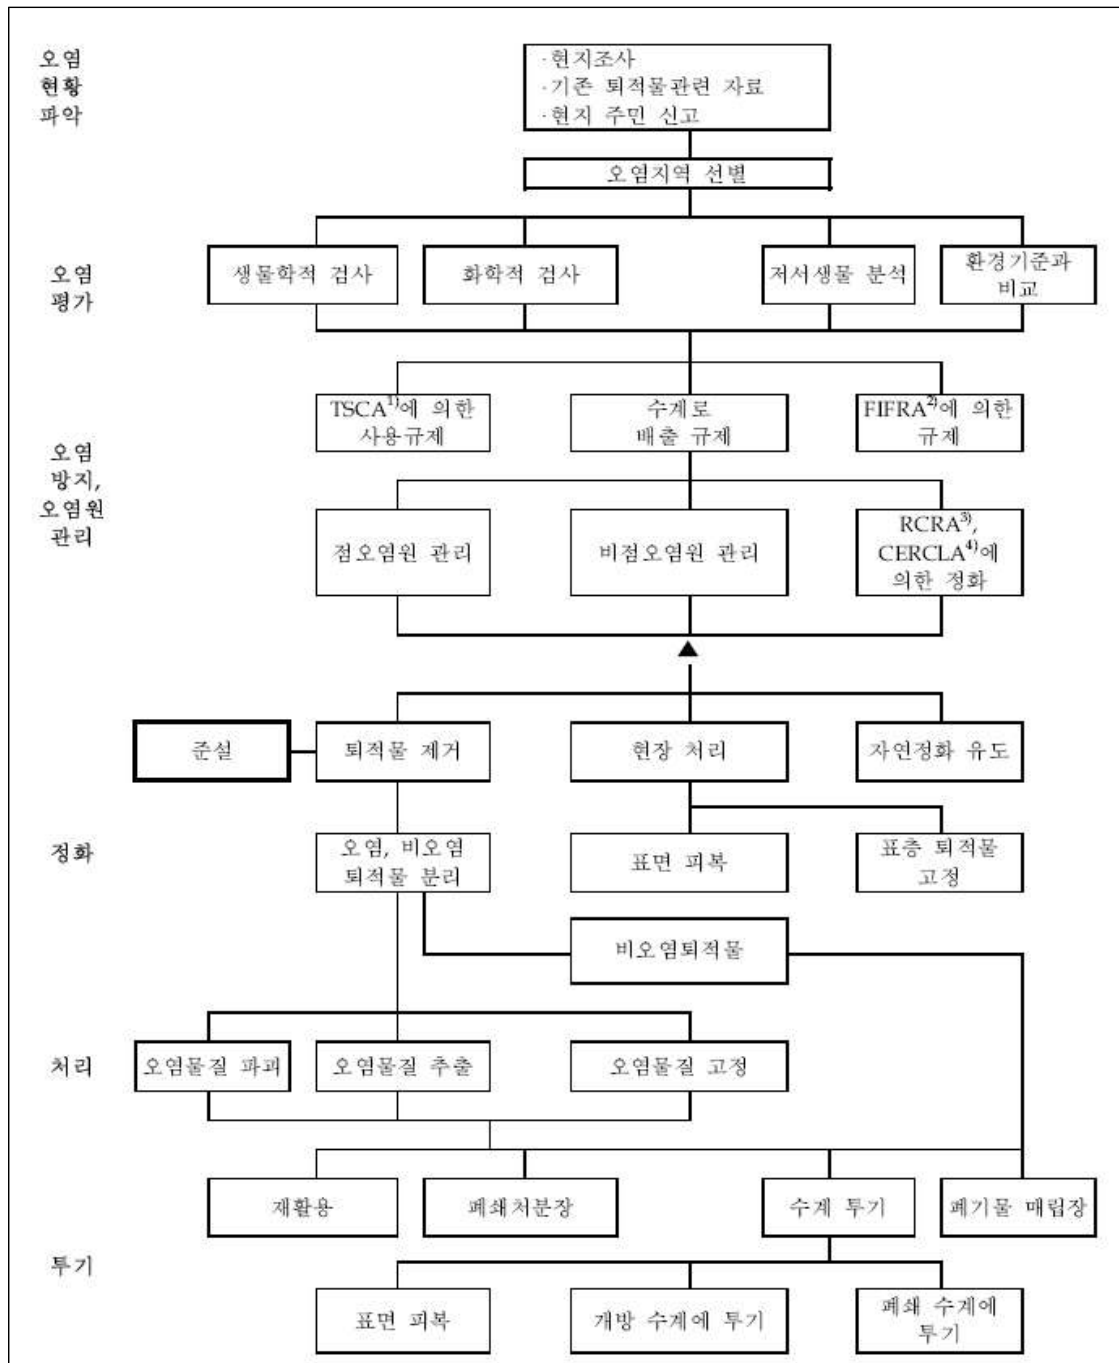 오염
현황
파악
·현지조사
·기존 퇴적물관련 자료
·현지 주민 신고
오염지역 선별
오염
평가
생물학적 검사
화학적 검사
저서생물 분석
환경기준과
비교
오염
방지,
오염원
관리
TSCA1)에 의한
사용규제
수계로
배출 규제
FIFRA2)에 의한
규제
점오염원 관리
비점오염원 관리
RCRA3),
CERCLA4)에
의한 정화
정화
준설
퇴적물 제거
현장 처리
자연정화 유도
오염, 비오염
퇴적물 분리
표면 피복
표층 퇴적물
고정
비오염퇴적물
처리
오염물질 파괴
오염물질 추출
오염물질 고정
투기
재활용
폐쇄처분장
수계 투기
폐기물 매립장
표면 피복
개방 수계에 투기
폐쇄 수계에
투기